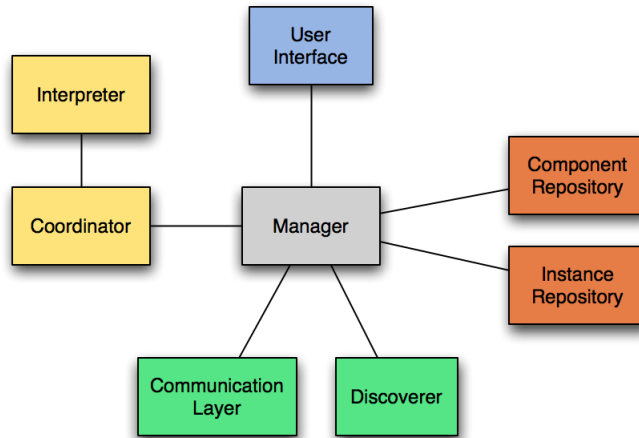 User
Interface
Interpreter
Component
Repository
Coordinator
Manager
Instance
Repository
Communication
Layer
Discoverer